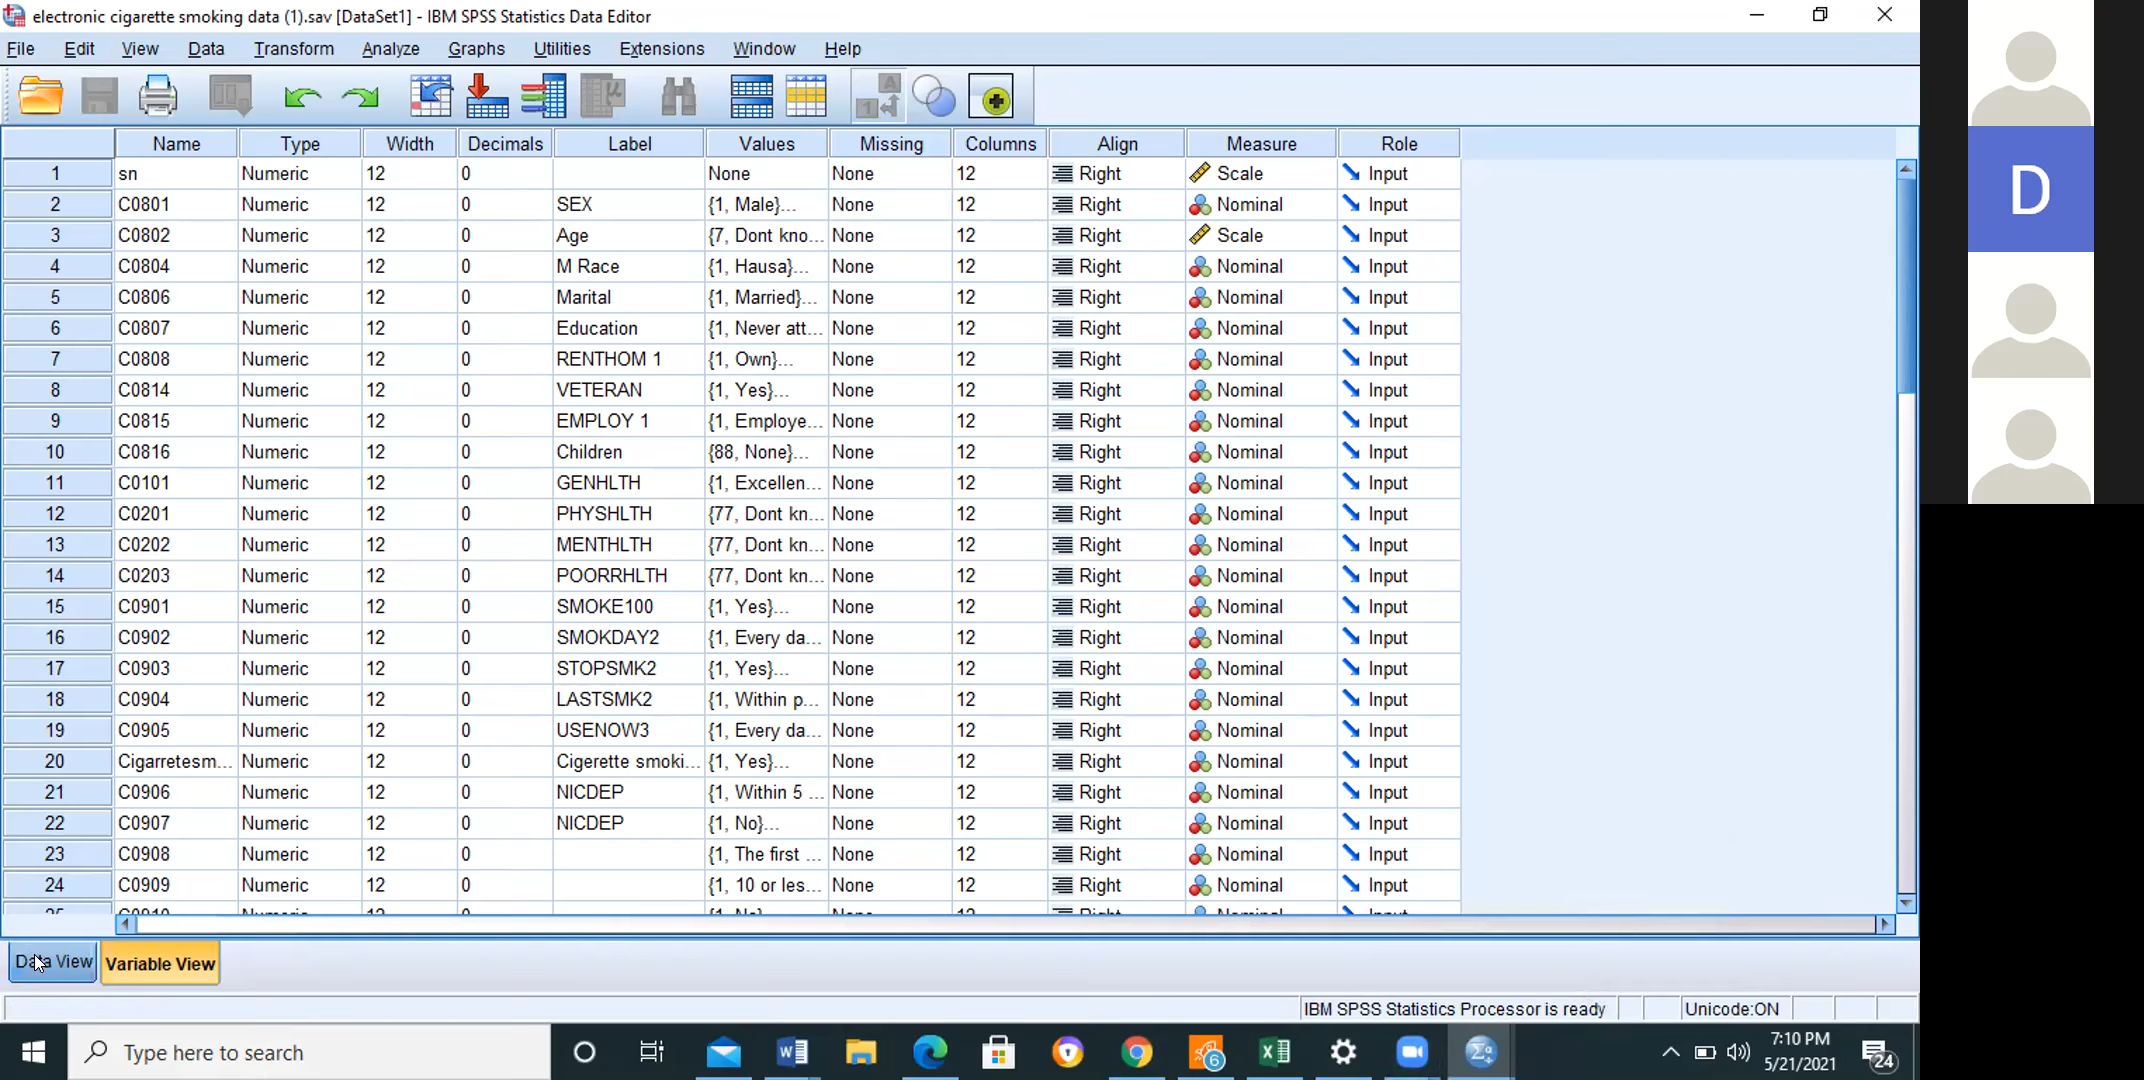 electronic cigarette smoking data (1).sav [DataSet1] - IBM SPSS Statistics Data Editor
File Edit View Data Transform Analyze Graphs Utilities Extensions Window Help
Name Type Width Decimals Label Values Missing Columns Align Measure Role
1 sn Numeric 12 0 None None 12 Right Scale Input
2 C0801 Numeric 12 0 SEX {1, Male}... None 12 Right Nominal Input
3 C0802 Numeric 12 0 Age {7, Dont kno... None 12 Right Scale Input
4 C0804 Numeric 12 0 M Race {1, Hausa}... None 12 Right Nominal Input
5 C0806 Numeric 12 0 Marital {1, Married}... None 12 Right Nominal Input
6 C0807 Numeric 12 0 Education {1, Never att... None 12 Right Nominal Input
7 C0808 Numeric 12 0 RENTHOM 1 {1, Own}... None 12 Right Nominal Input
8 C0814 Numeric 12 0 VETERAN {1, Yes}... None 12 Right Nominal Input
9 C0815 Numeric 12 0 EMPLOY 1 {1, Employe... None 12 Right Nominal Input
10 C0816 Numeric 12 0 Children {88, None}... None 12 Right Nominal Input
11 C0101 Numeric 12 0 GENHLTH {1, Excellen... None 12 Right Nominal Input
12 C0201 Numeric 12 0 PHYSHLTH {77, Dont kn... None 12 Right Nominal Input
13 C0202 Numeric 12 0 MENTHLTH {77, Dont kn... None 12 Right Nominal Input
14 C0203 Numeric 12 0 POORRHLTH {77, Dont kn... None 12 Right Nominal Input
15 C0901 Numeric 12 0 SMOKE100 {1, Yes}... None 12 Right Nominal Input
16 C0902 Numeric 12 0 SMOKDAY2 {1, Every da... None 12 Right Nominal Input
17 C0903 Numeric 12 0 STOPSMK2 {1, Yes}... None 12 Right Nominal Input
18 C0904 Numeric 12 0 LASTSMK2 {1, Within p... None 12 Right Nominal Input
19 C0905 Numeric 12 0 USENOW3 {1, Every da... None 12 Right Nominal Input
20 Cigarretesm... Numeric 12 0 Cigerette smoki... {1, Yes}... None 12 Right Nominal Input
21 C0906 Numeric 12 0 NICDEP {1, Within 5 ... None 12 Right Nominal Input
22 C0907 Numeric 12 0 NICDEP {1, No}... None 12 Right Nominal Input
23 C0908 Numeric 12 0 {1, The first ... None 12 Right Nominal Input
24 C0909 Numeric 12 0 {1, 10 or les... None 12 Right Nominal Input
Data View Variable View
IBM SPSS Statistics Processor is ready Unicode:ON
Type here to search
6
7:10 PM
5/21/2021
24
D